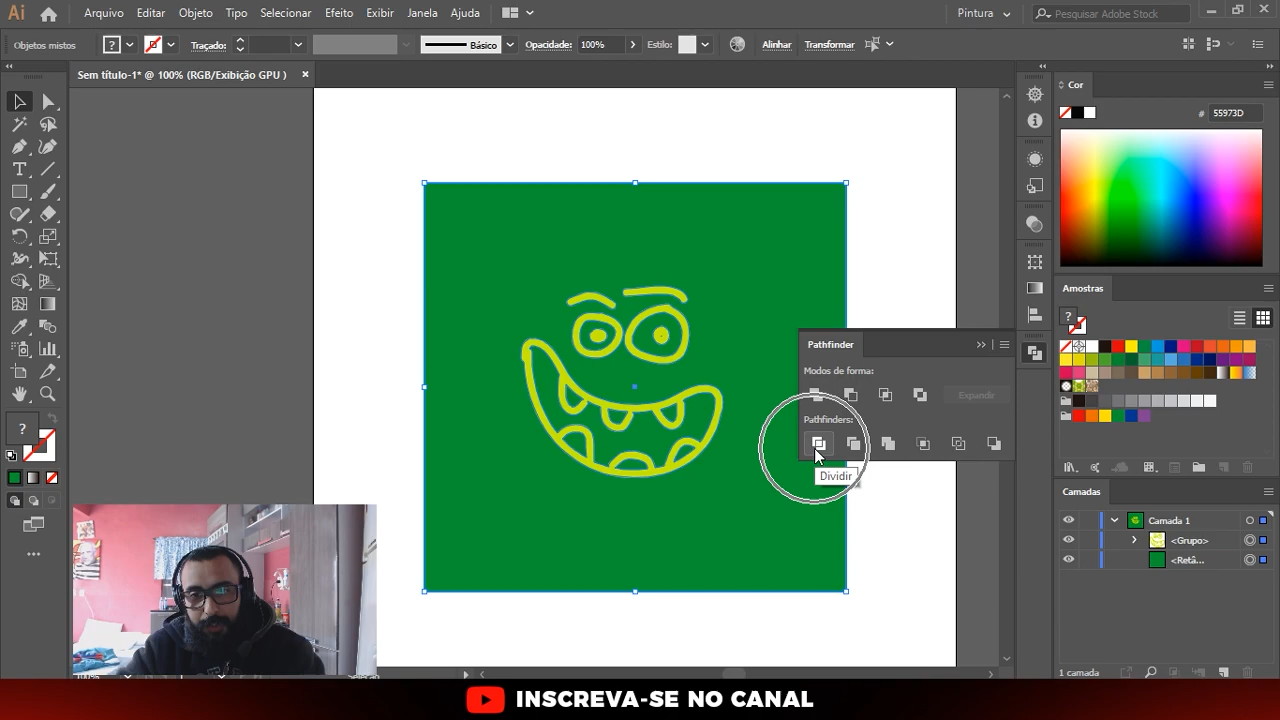 Ai
Arquivo Editar Objeto Tipo Selecionar Efeito Exibir Janela Ajuda
Pintura
Pesquisar Adobe Stock
Objetos mistos
?
Traçado:
Básico
Opacidade: 100%
Estilo:
Alinhar
Transformar
Sem título-1* @ 100% (RGB/Exibição GPU )
Cor
# 55973D
Pathfinder
Modos de forma:
Expandir
Pathfinders:
Dividir
Amostras
?
?
Camadas
Camada 1
<Grupo>
<Retâ...
1 camada
INSCREVA-SE NO CANAL